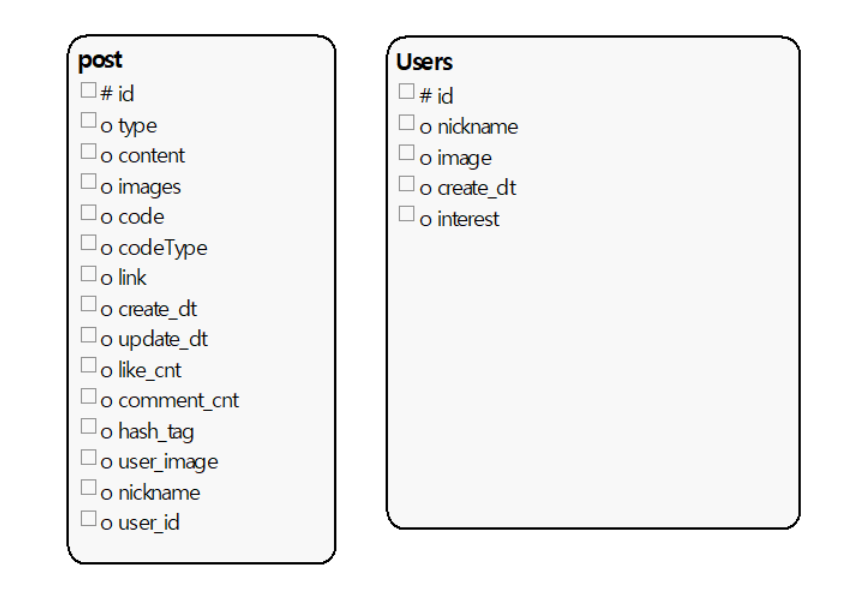 post
# id
o type
o content
o images
o code
o codeType
o link
o create_dt
o update_dt
o like_cnt
o comment_cnt
o hash_tag
o user_image
o nickname
o user_id
Users
# id
o nickname
o image
o create_dt
o interest